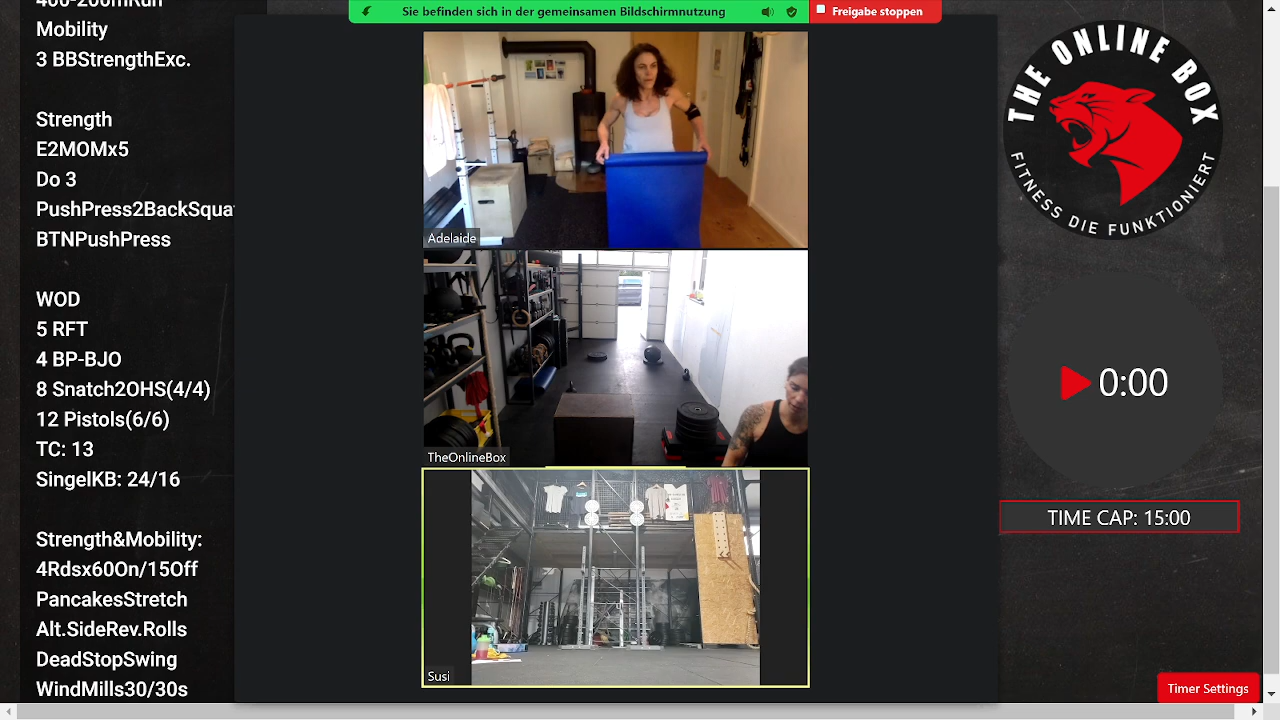 400-200mRun
Mobility
3 BBStrengthExc.
Strength
E2MOMx5
Do 3
PushPress2BackSqua
BTNPushPress
WOD
5 RFT
4 BP-BJO
8 Snatch2OHS(4/4)
12 Pistols(6/6)
TC: 13
SingelKB: 24/16
Strength&Mobility:
4Rdsx60On/15Off
PancakesStretch
Alt.SideRev.Rolls
DeadStopSwing
WindMills30/30s
Sie befinden sich in der gemeinsamen Bildschirmnutzung
Freigabe stoppen
Adelaide
TheOnlineBox
Susi
THE ONLINE BOX
FITNESS DIE FUNKTIONIERT
0:00
TIME CAP: 15:00
Timer Settings